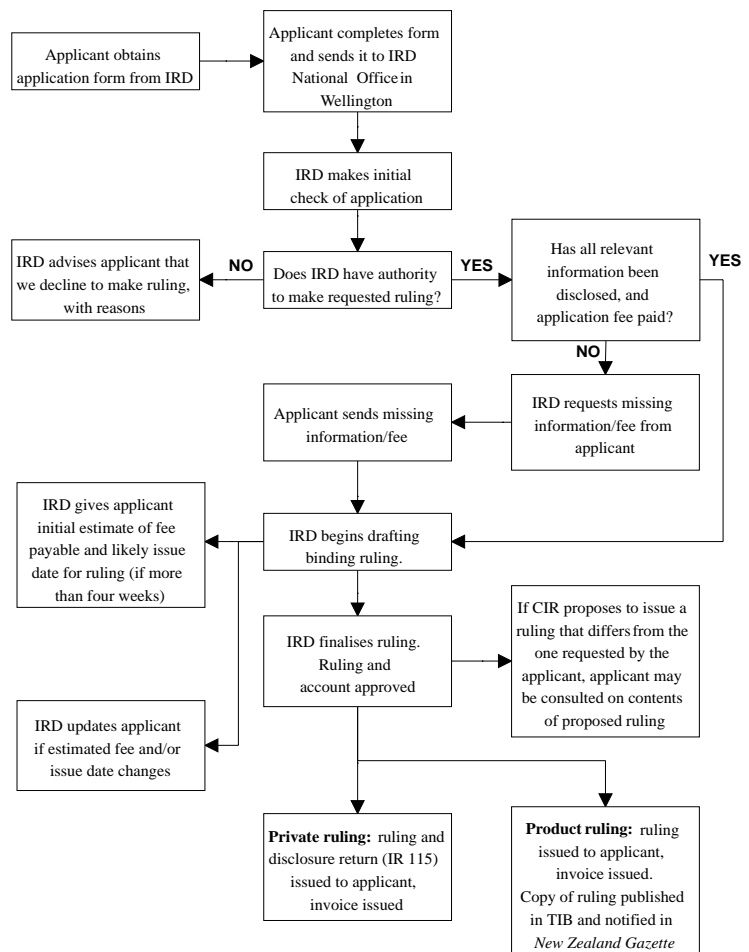 Applicant obtains
application form from IRD
Applicant completes form
and sends it to IRD
National Office in
Wellington
IRD makes initial
check of application
IRD advises applicant that
we decline to make ruling,
with reasons
NO
Does IRD have authority
to make requested ruling?
YES
Has all relevant
information been
disclosed, and
application fee paid?
YES
NO
Applicant sends missing
information/fee
IRD requests missing
information/fee from
applicant
IRD gives applicant
initial estimate of fee
payable and likely issue
date for ruling (if more
than four weeks)
IRD begins drafting
binding ruling.
IRD finalises ruling.
Ruling and
account approved
If CIR proposes to issue a
ruling that differs from the
one requested by the
applicant, applicant may
be consulted on contents
of proposed ruling
IRD updates applicant
if estimated fee and/or
issue date changes
Private ruling: ruling and
disclosure return (IR 115)
issued to applicant,
invoice issued
Product ruling: ruling
issued to applicant,
invoice issued.
Copy of ruling published
in TIB and notified in
New Zealand Gazette